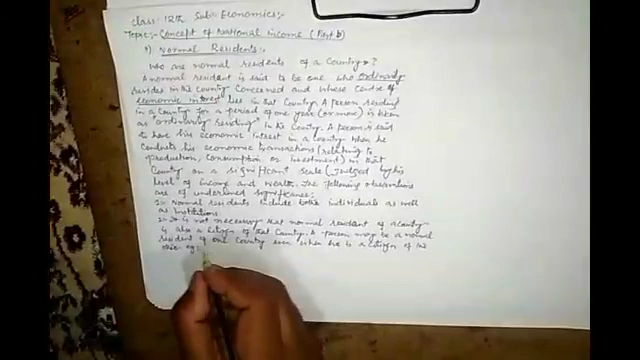 Class:- 12th Sub:- Economics:-
Topic:- Concept of National income (Part b)
Normal Residents:-
Who are normal residents of a Country?
A normal resident is said to be one who ordinarily
resides in the country concerned and whose centre of
economic interest lies in that country. A person residing
in a country for a period of one year (or more) is taken
as "ordinarily residing" in the country. A person is said
to have his economic interest in a country when he
conducts his economic transactions (relating to
production, consumption or investment) in that
country on a significant scale (Judged by his
level of income and wealth. The following observations
are of underlined significance:
1:- Normal residents include both individuals as well
as institutions
2:- It is not necessary that normal resident of a country
is also a citizen of that Country. A person may be a normal
resident of one Country even when he is a citizen of
eg: